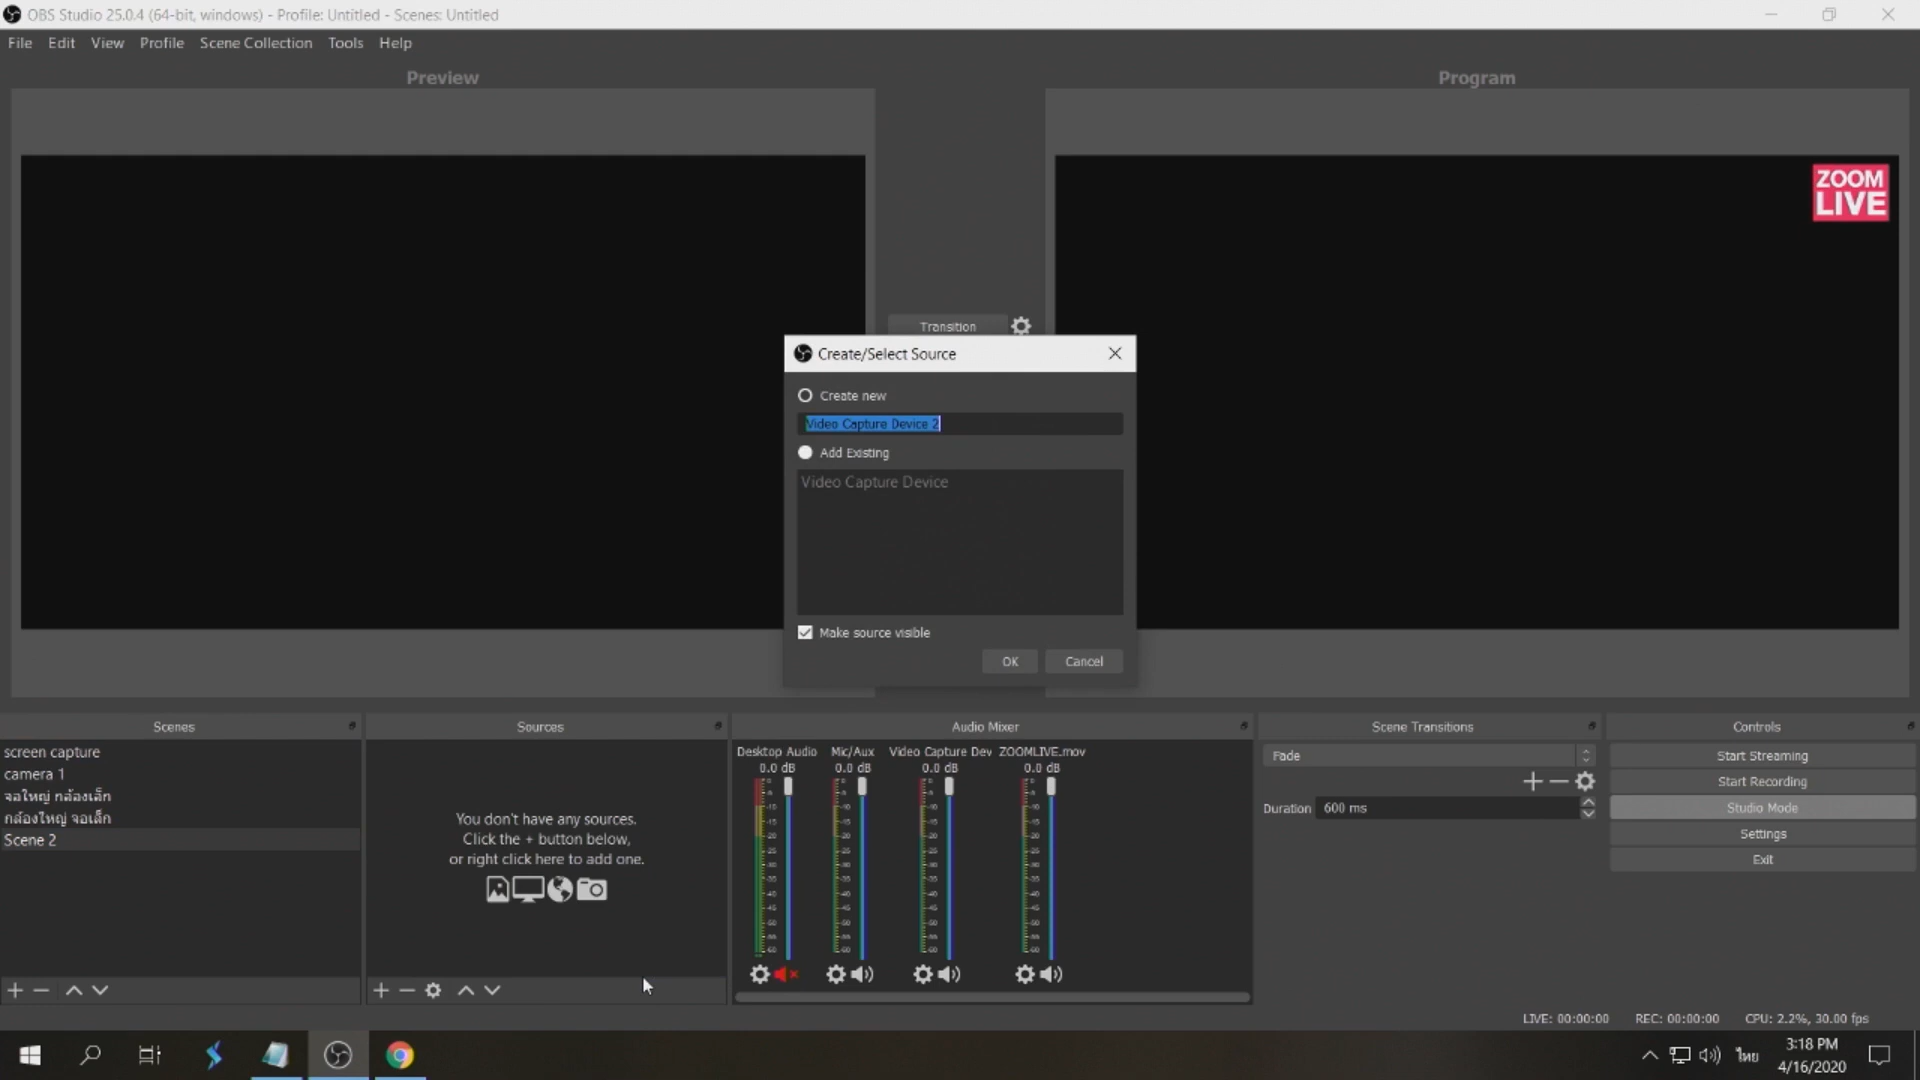 OBS Studio 25.0.4 (64-bit, windows) - Profile: Untitled - Scenes: Untitled
File Edit View Profile Scene Collection Tools Help
Preview
Program
ZOOM
LIVE
Transition
Create/Select Source
Create new
Video Capture Device 2
Add Existing
Video Capture Device
Make source visible
OK Cancel
Scenes
screen capture
camera 1
จอใหญ่ กล้องเล็ก
กล้องใหญ่ จอเล็ก
Scene 2
Sources
You don't have any sources.
Click the + button below,
or right click here to add one.
Audio Mixer
Desktop Audio Mic/Aux Video Capture Dev ZOOMLIVE.mov
0.0 dB 0.0 dB 0.0 dB 0.0 dB
Scene Transitions
Fade
Duration 600 ms
Controls
Start Streaming
Start Recording
Studio Mode
Settings
Exit
LIVE: 00:00:00 REC: 00:00:00 CPU: 2.2%, 30.00 fps
ไทย
3:18 PM
4/16/2020